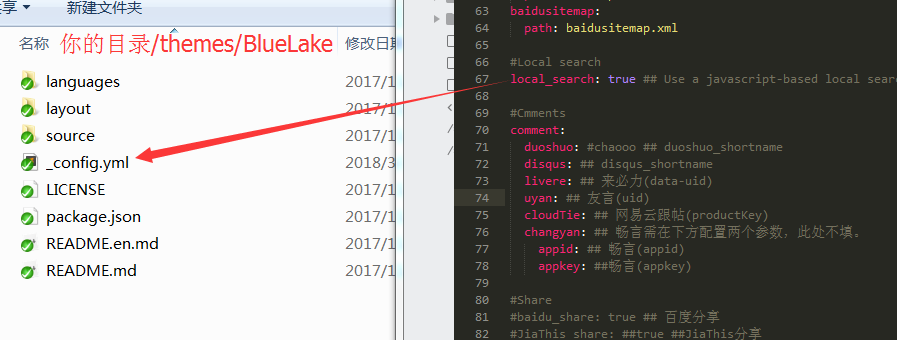 享 新建文件夹
名称
修改日期
你的目录/themes/BlueLake
languages 2017/1
layout 2017/1
source 2017/1
_config.yml 2018/3
LICENSE 2017/1
package.json 2017/1
README.en.md 2017/1
README.md 2017/1
63 baidusitemap:
64 path: baidusitemap.xml
65
66 #Local search
67 local_search: true ## Use a javascript-based local sear
68
69 #Cmments
70 comment:
71 duoshuo: #chaooo ## duoshuo_shortname
72 disqus: ## disqus_shortname
73 livere: ## 来必力(data-uid)
74 uyan: ## 友言(uid)
75 cloudTie: ## 网易云跟帖(productKey)
76 changyan: ## 畅言需在下方配置两个参数，此处不填。
77 appid: ## 畅言(appid)
78 appkey: ##畅言(appkey)
79
80 #Share
81 #baidu_share: true ## 百度分享
82 #JiaThis_share: ##true ##JiaThis分享